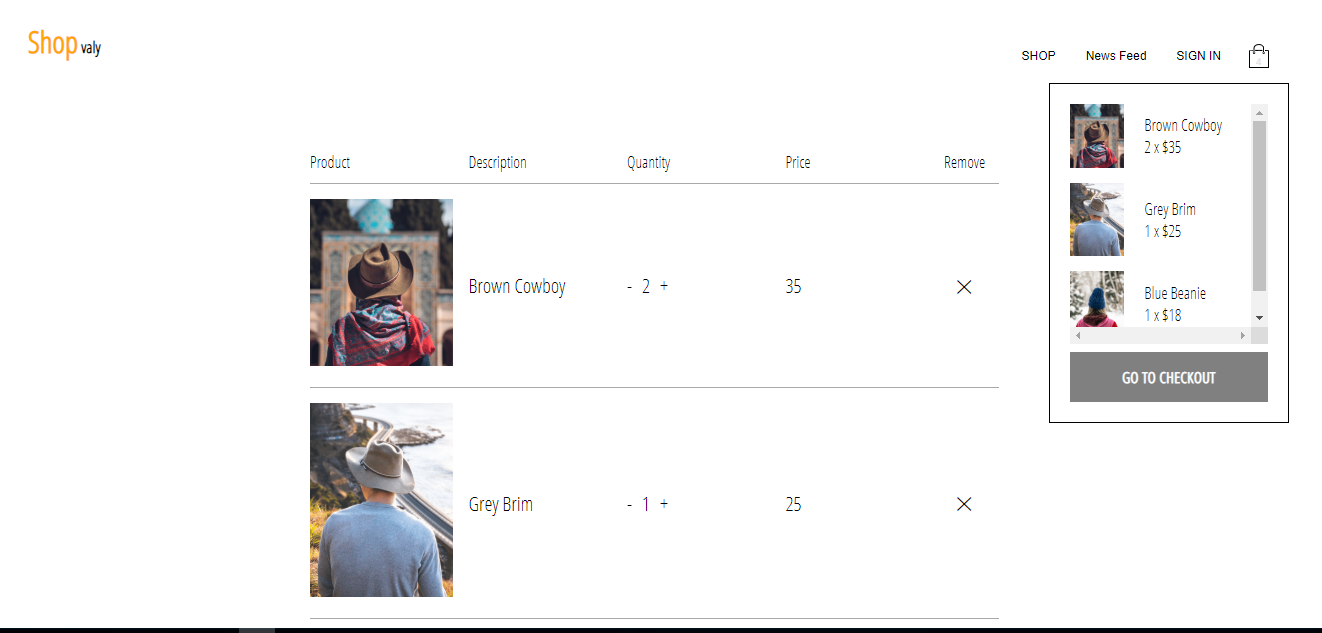 Shop valy
SHOP News Feed SIGN IN
Product Description Quantity Price Remove
Brown Cowboy - 2 + 35
Grey Brim - 1 + 25
Brown Cowboy
2 x $35
Grey Brim
1 x $25
Blue Beanie
1 x $18
GO TO CHECKOUT